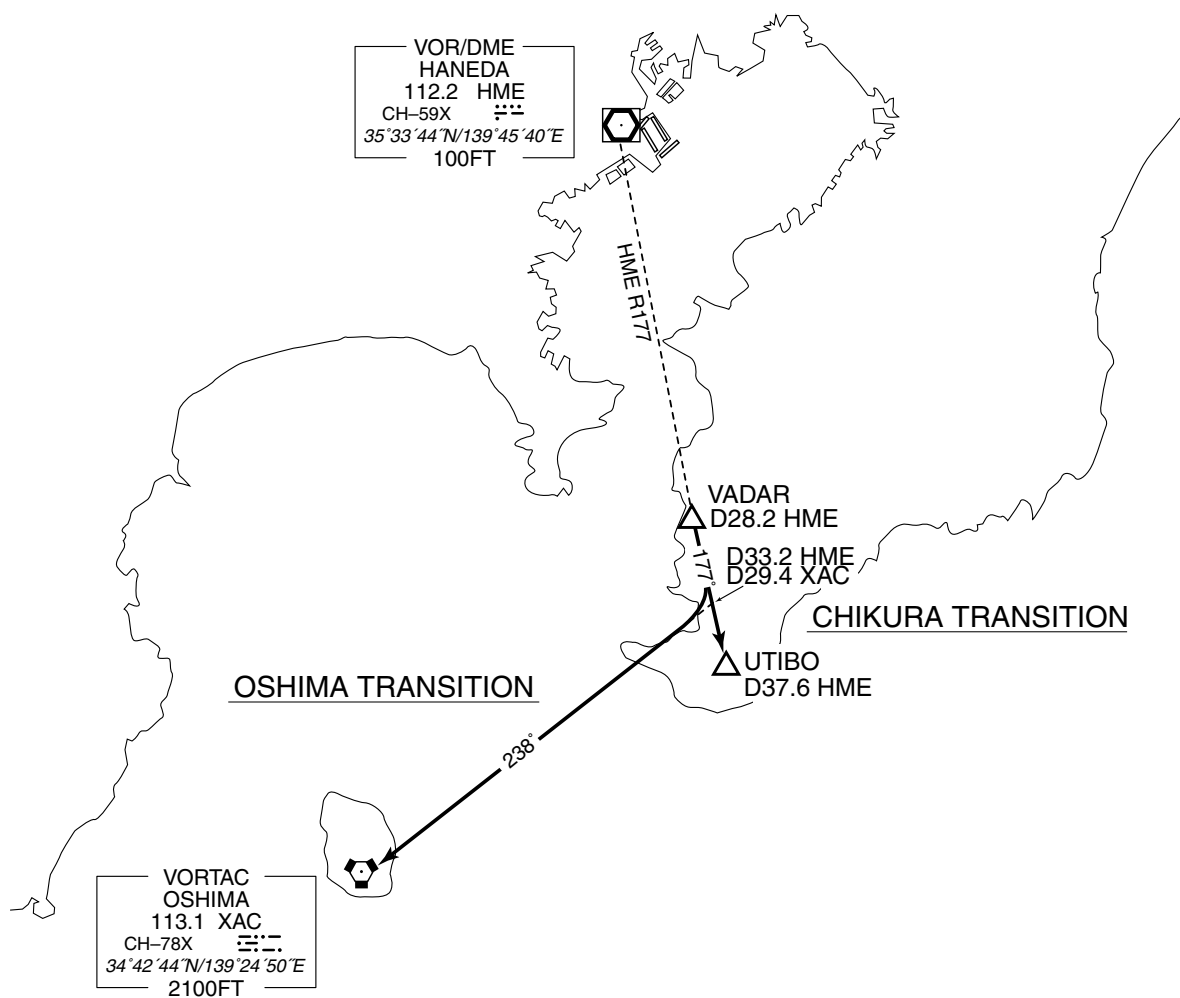 VOR/DME
HANEDA
112.2 HME
CH–59X
35°33´44˝N/139°45´40˝E
100FT
HME R177
VADAR
D28.2 HME
177°
D33.2 HME
D29.4 XAC
CHIKURA TRANSITION
UTIBO
D37.6 HME
OSHIMA TRANSITION
238°
VORTAC
OSHIMA
113.1 XAC
CH–78X
34°42´44˝N/139°24´50˝E
2100FT